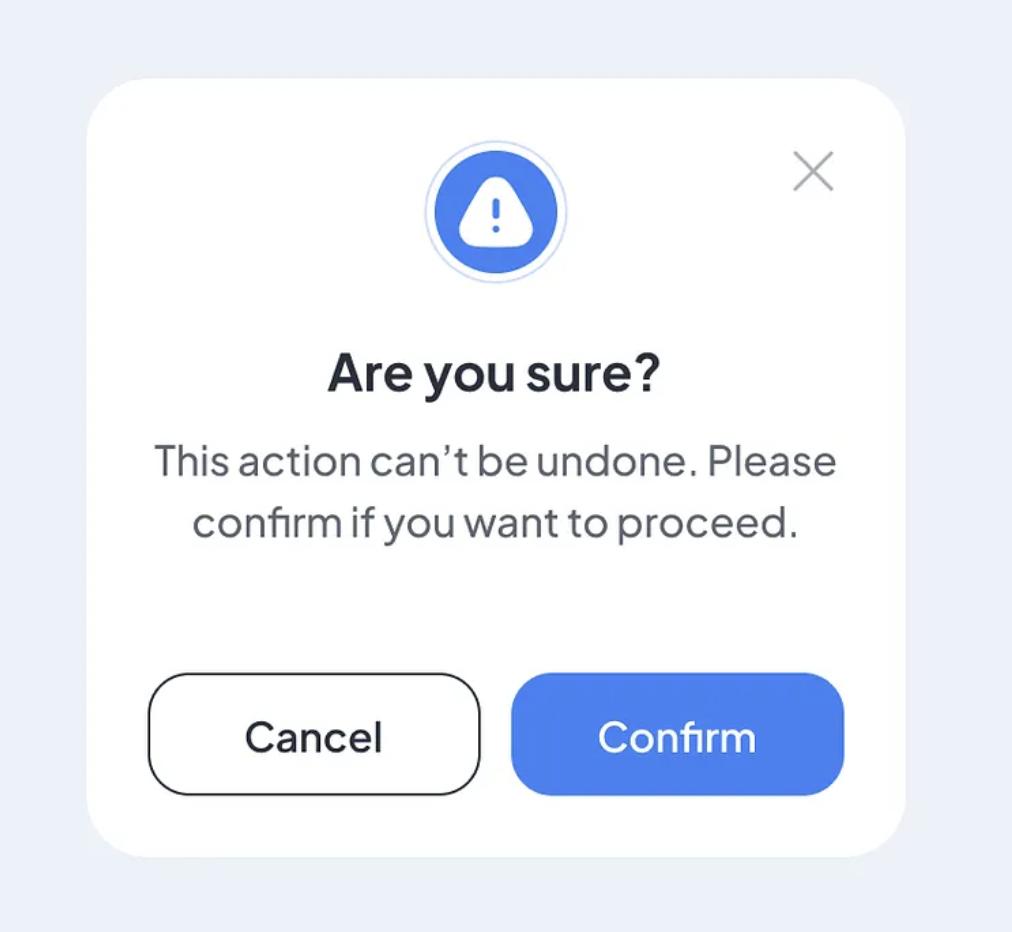 Are you sure?
This action can’t be undone. Please
confirm if you want to proceed.
Cancel
Confirm